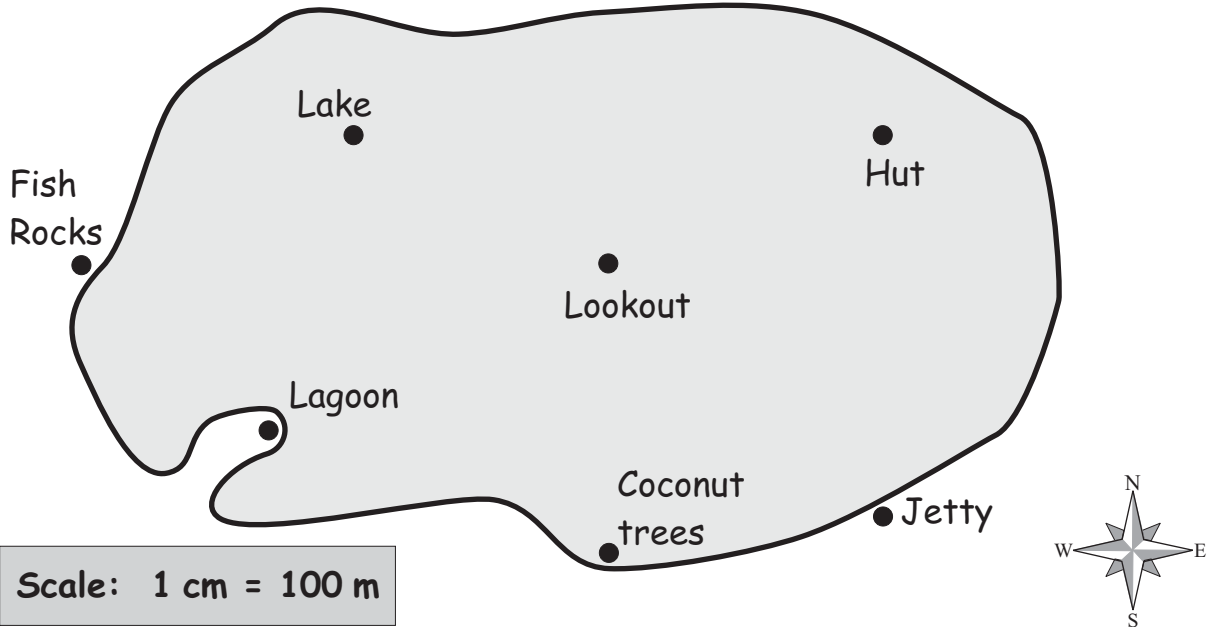 Lake
Hut
Fish
Rocks
Lookout
Lagoon
Coconut
trees
Jetty
N
W
E
S
Scale: 1 cm = 100 m